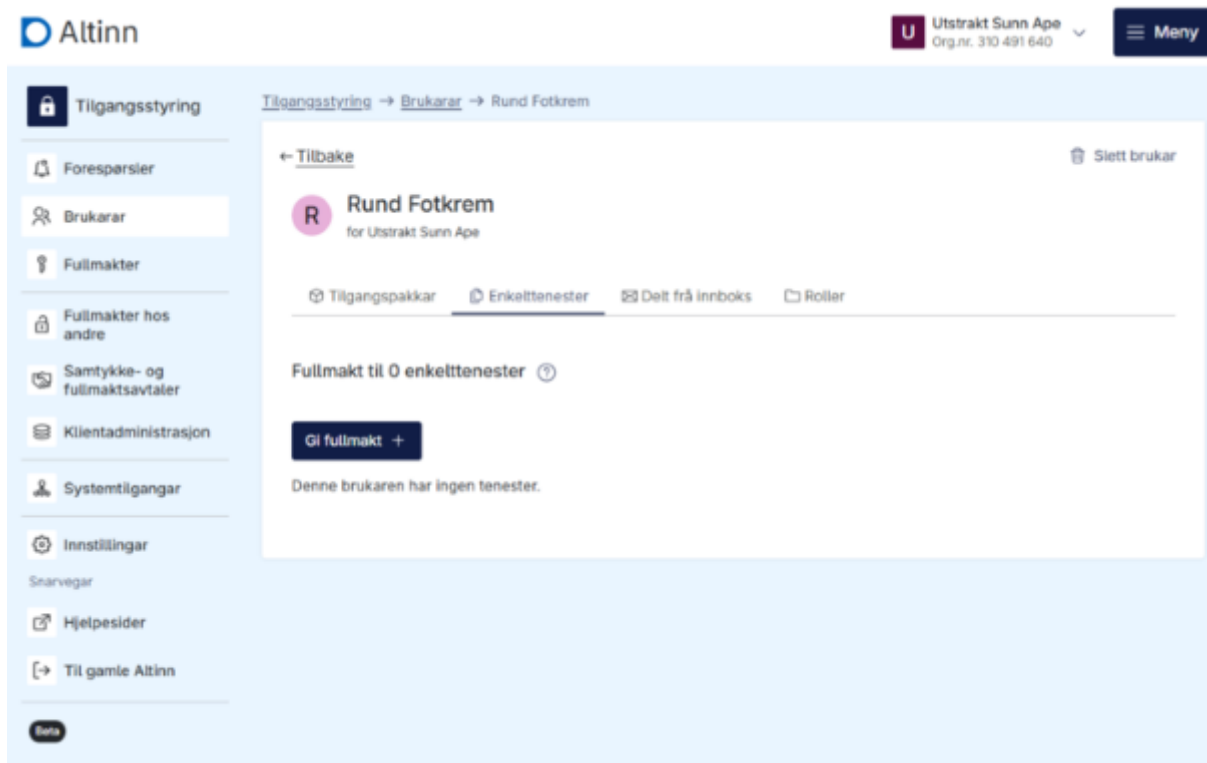 Altinn
U
Utstrakt Sunn Ape
Org.nr. 310 491 640
Meny
Tilgangsstyring
Forespørsler
Brukarar
Fullmakter
Fullmakter hos
andre
Samtykke- og
fullmaktsavtaler
Klientadministrasjon
Systemtilgangar
Innstillingar
Snarvegar
Hjelpesider
Til gamle Altinn
Beta
Tilgangsstyring → Brukarar → Rund Fotkrem
← Tilbake
Slett brukar
R
Rund Fotkrem
for Utstrakt Sunn Ape
Tilgangspakkar Enkelttenester Delt frå innboks Roller
Fullmakt til 0 enkelttenester ?
Gi fullmakt +
Denne brukaren har ingen tenester.